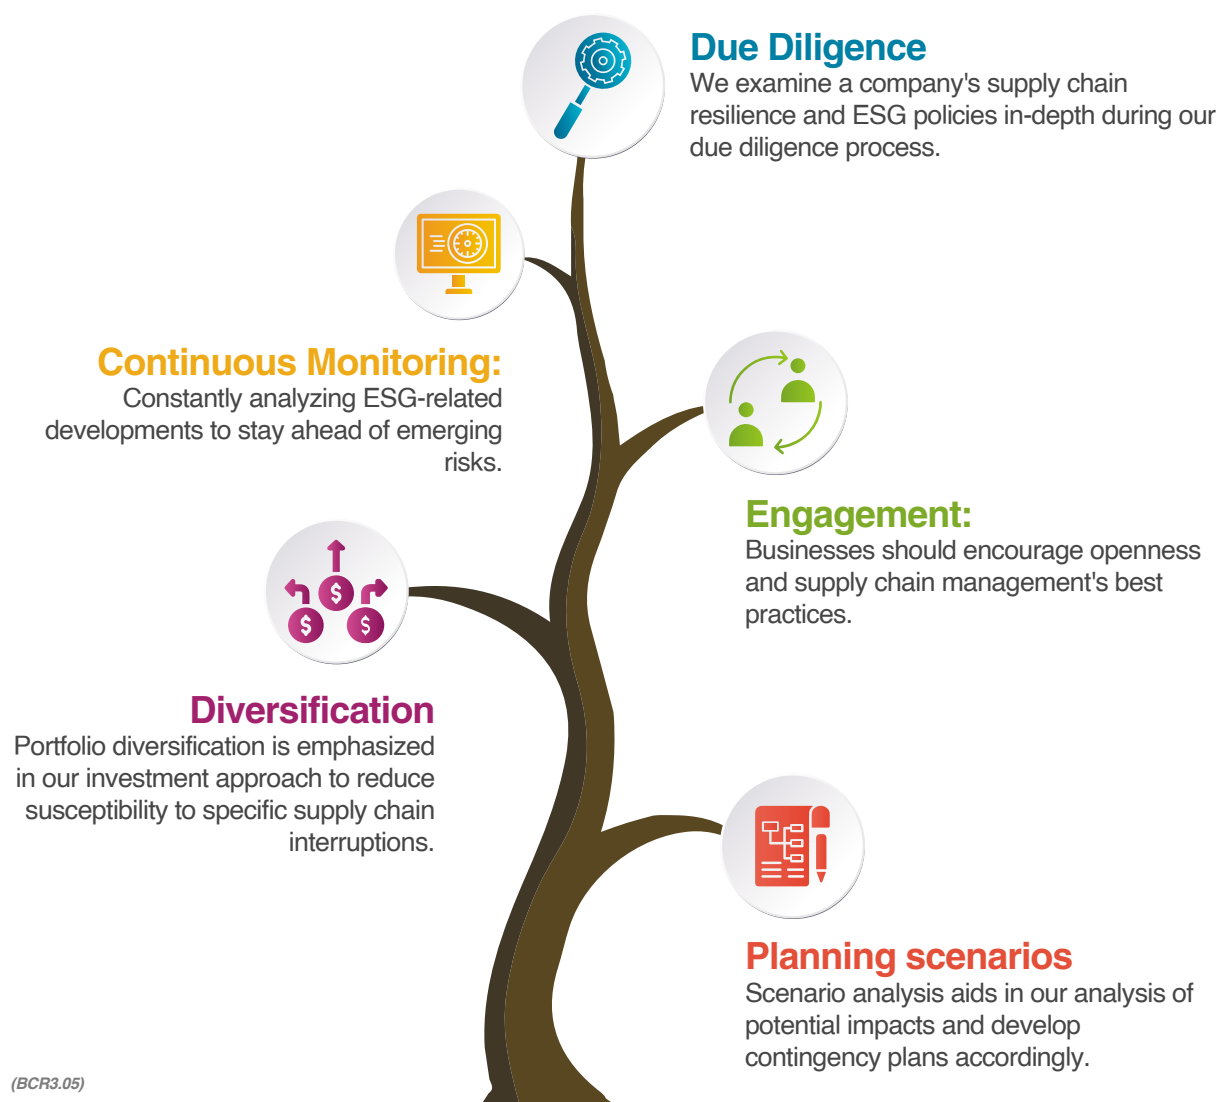 Due Diligence
We examine a company's supply chain
resilience and ESG policies in-depth during our
due diligence process.
Continuous Monitoring:
Constantly analyzing ESG-related
developments to stay ahead of emerging
risks.
Engagement:
Businesses should encourage openness
and supply chain management's best
practices.
$
$
$
Diversification
Portfolio diversification is emphasized
in our investment approach to reduce
susceptibility to specific supply chain
interruptions.
Planning scenarios
Scenario analysis aids in our analysis of
potential impacts and develop
contingency plans accordingly.
(BCR3.05)